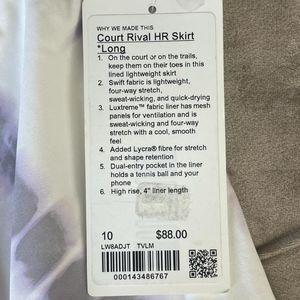 WHY WE MADE THIS
Court Rival HR Skirt
*Long
1. On the court or on the trails,
keep them on their toes in this
lined lightweight skirt
2. Swift fabric is lightweight,
four-way stretch,
sweat-wicking, and quick-drying
3. Luxtreme™ fabric liner has mesh
panels for ventilation and is
sweat-wicking and four-way
stretch with a cool, smooth
feel
4. Added Lycra® fibre for stretch
and shape retention
5. Dual-entry pocket in the liner
holds a tennis ball and your
phone
6. High rise, 4" liner length
10 $88.00
LW8ADJT TVLM
000143486767